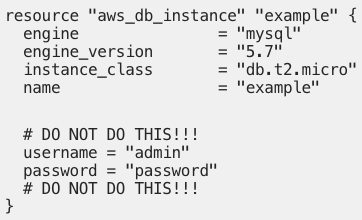 resource "aws_db_instance" "example" {
  engine               = "mysql"
  engine_version       = "5.7"
  instance_class       = "db.t2.micro"
  name                 = "example"

  # DO NOT DO THIS!!!
  username = "admin"
  password = "password"
  # DO NOT DO THIS!!!
}